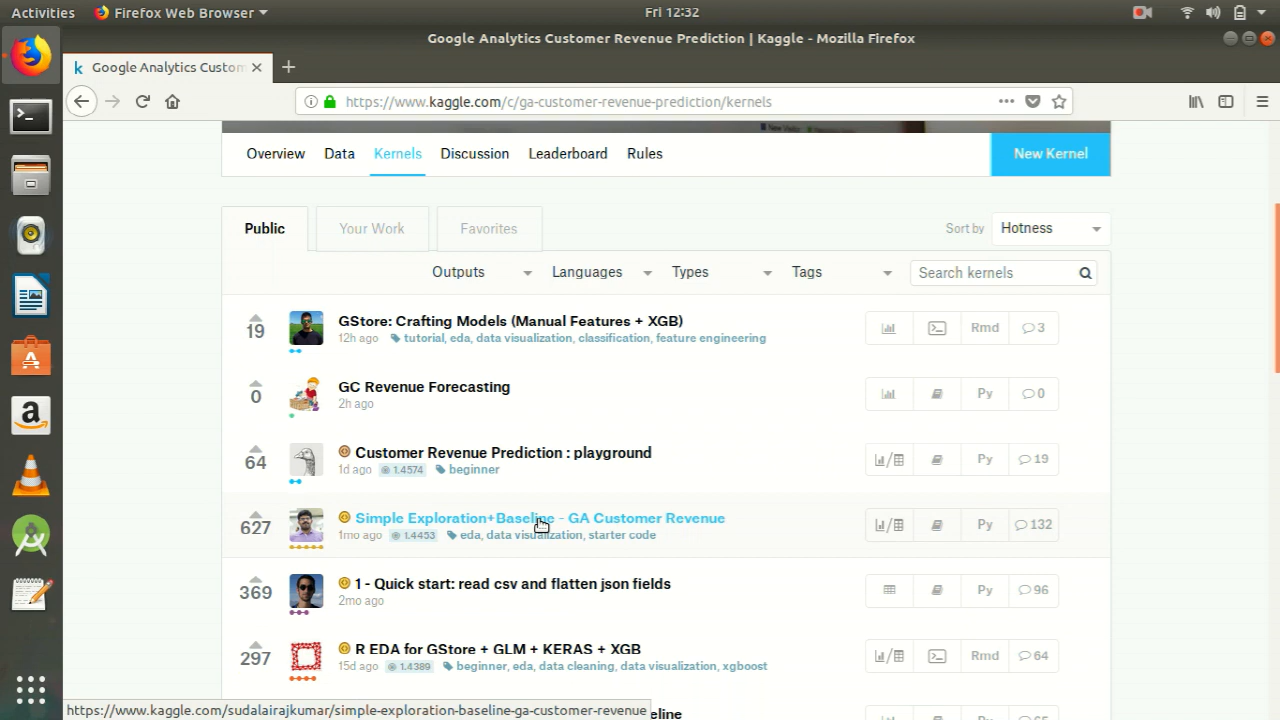 Activities Firefox Web Browser Fri 12:32
Google Analytics Customer Revenue Prediction | Kaggle - Mozilla Firefox
k Google Analytics Custom
https://www.kaggle.com/c/ga-customer-revenue-prediction/kernels
Overview Data Kernels Discussion Leaderboard Rules New Kernel
Public Your Work Favorites Sort by Hotness
Outputs Languages Types Tags Search kernels
19 GStore: Crafting Models (Manual Features + XGB) Rmd 3
12h ago tutorial, eda, data visualization, classification, feature engineering
0 GC Revenue Forecasting Py 0
2h ago
64 Customer Revenue Prediction : playground Py 19
1d ago 1.4574 beginner
627 Simple Exploration+Baseline - GA Customer Revenue Py 132
1mo ago 1.4453 eda, data visualization, starter code
369 1 - Quick start: read csv and flatten json fields Py 96
2mo ago
297 R EDA for GStore + GLM + KERAS + XGB Rmd 64
15d ago 1.4389 beginner, eda, data cleaning, data visualization, xgboost
https://www.kaggle.com/sudalairajkumar/simple-exploration-baseline-ga-customer-revenue